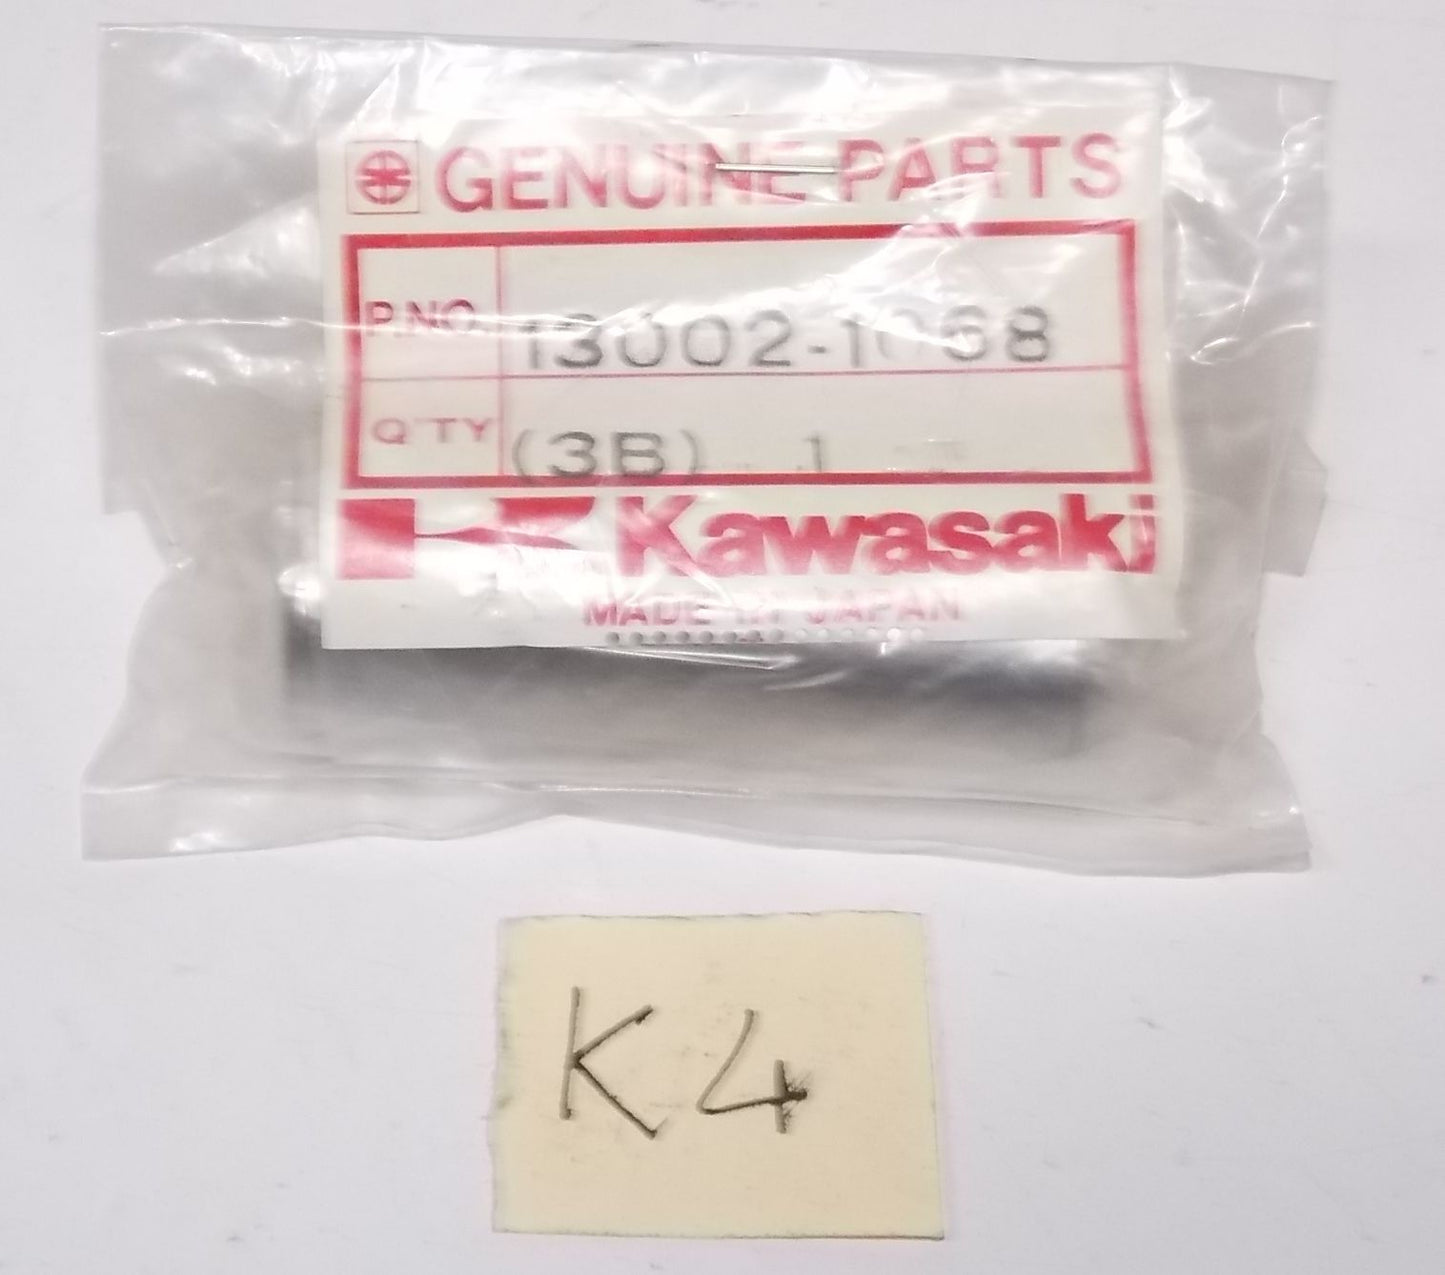 GENUINE PARTS
P.NO. 13002-1068
Q'TY (3B) 1
Kawasaki
MADE IN JAPAN
K4